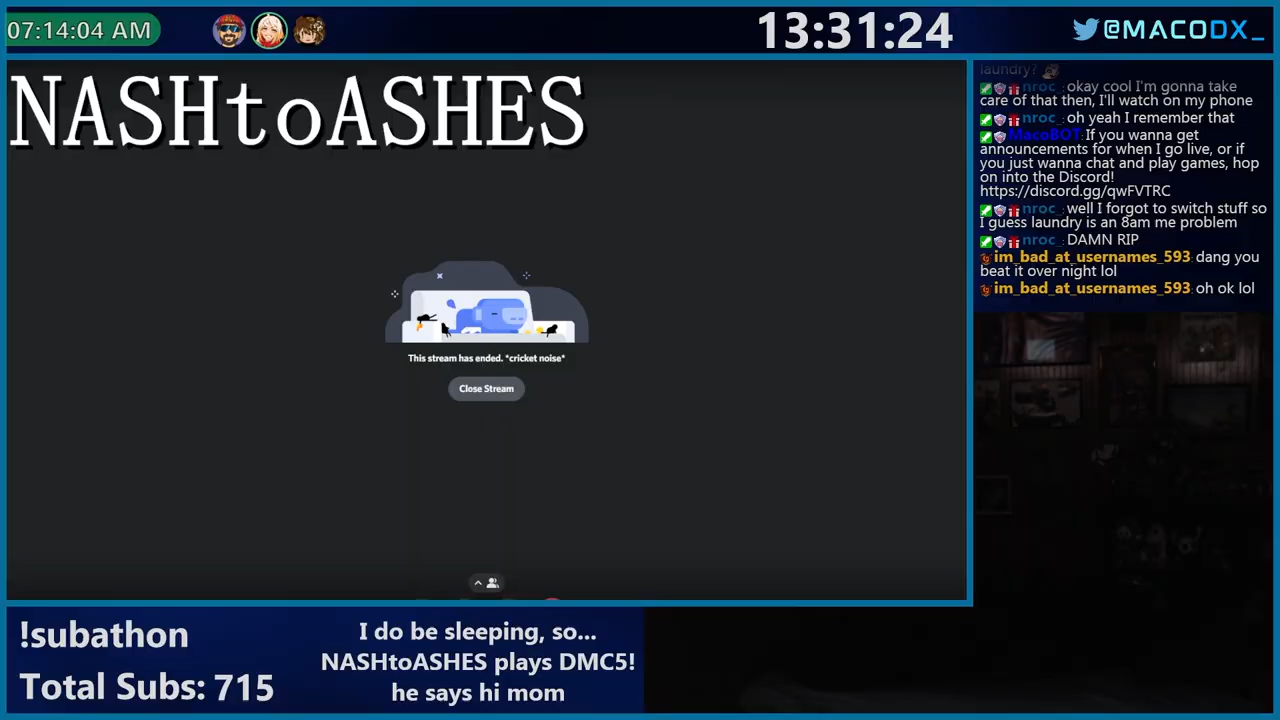 07:14:04 AM
13:31:24
@MACODX_
NASHtoASHES
laundry?
nroc_: okay cool I'm gonna take
care of that then, I'll watch on my phone
nroc_: oh yeah I remember that
MacoBOT: If you wanna get
announcements for when I go live, or if
you just wanna chat and play games, hop
on into the Discord!
https://discord.gg/qwFVTRC
nroc_: well I forgot to switch stuff so
I guess laundry is an 8am me problem
nroc_: DAMN RIP
im_bad_at_usernames_593: dang you
beat it over night lol
im_bad_at_usernames_593: oh ok lol
This stream has ended. *cricket noise*
Close Stream
!subathon
Total Subs: 715
I do be sleeping, so...
NASHtoASHES plays DMC5!
he says hi mom